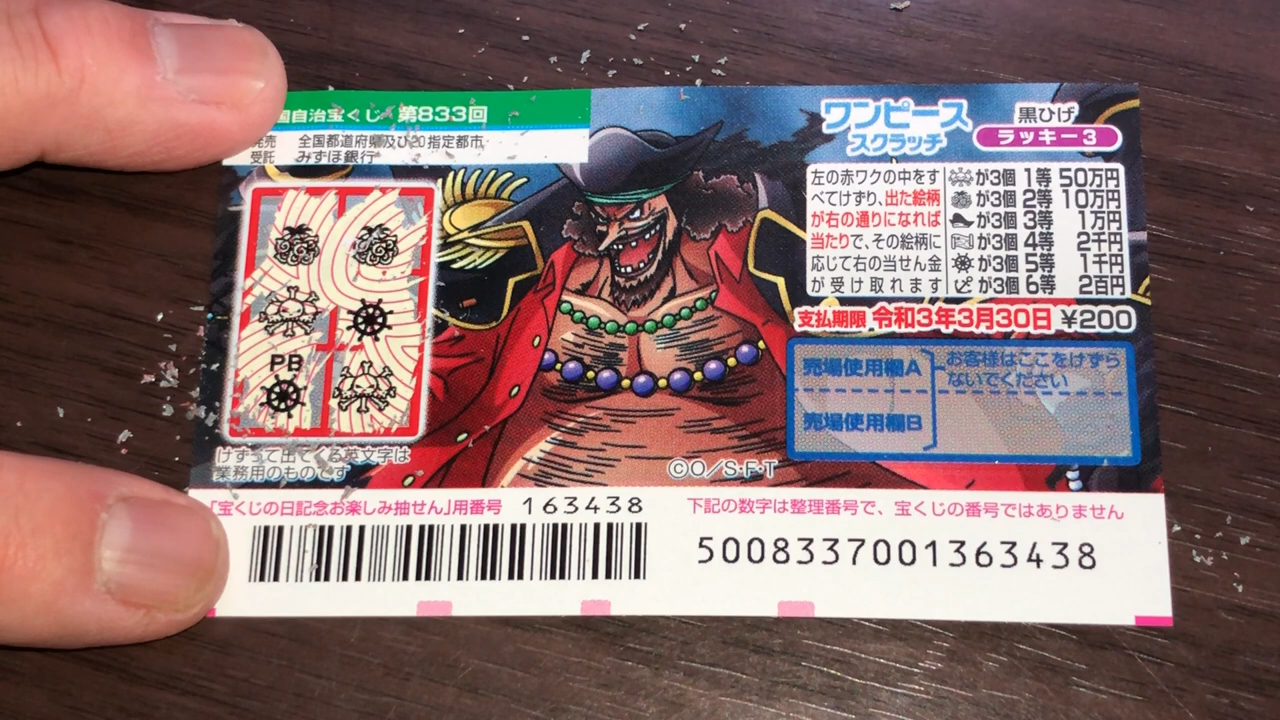 国自治宝くじ 第833回
発売 全国都道府県及び20指定都市
受託 みずほ銀行
ワンピース
スクラッチ
黒ひげ
ラッキー3
左の赤ワクの中をす
べてけずり、出た絵柄
が右の通りになれば
当たりで、その絵柄に
応じて右の当せん金
が受け取れます
が3個 1等 50万円
が3個 2等 10万円
が3個 3等 1万円
が3個 4等 2千円
が3個 5等 1千円
が3個 6等 2百円
支払期限 令和3年3月30日 ¥200
売場使用欄A
お客様はここをけずら
ないでください
売場使用欄B
PB
けずって出てくる英文字は
業務用のものです
©O/S・F・T
「宝くじの日記念お楽しみ抽せん」用番号 163438
下記の数字は整理番号で、宝くじの番号ではありません
5008337001363438